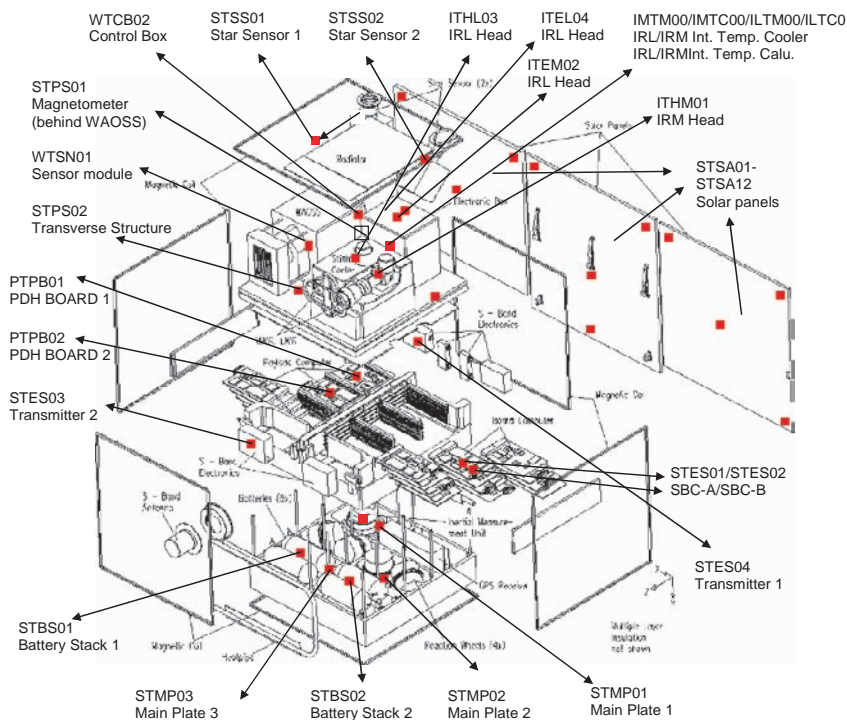 WTCB02
Control Box
STSS01
Star Sensor 1
STSS02
Star Sensor 2
ITHL03
IRL Head
ITEL04
IRL Head
IMTM00/IMTC00/ILTM00/ILTC0
IRL/IRM Int. Temp. Cooler
IRL/IRMInt. Temp. Calu.
ITEM02
IRL Head
STPS01
Magnetometer
(behind WAOSS)
ITHM01
IRM Head
WTSN01
Sensor module
STSA01-
STSA12
Solar panels
STPS02
Transverse Structure
PTPB01
PDH BOARD 1
PTPB02
PDH BOARD 2
STES03
Transmitter 2
STES01/STES02
SBC-A/SBC-B
STES04
Transmitter 1
STBS01
Battery Stack 1
STMP03
Main Plate 3
STBS02
Battery Stack 2
STMP02
Main Plate 2
STMP01
Main Plate 1
Star Sensor (2x)
Radiator
Solar Panels
Magnetic Coil
WAOSS
Electronic Box
S - Band
Electronics
Payload Computer
Board Computer
S - Band
Electronics
S - Band
Antenna
Batteries (8x)
Inertial Measure-
ment Unit
GPS Receive
Reaction Wheels (4x)
Heatpipe
Multiple Layer
Insulation
not shown